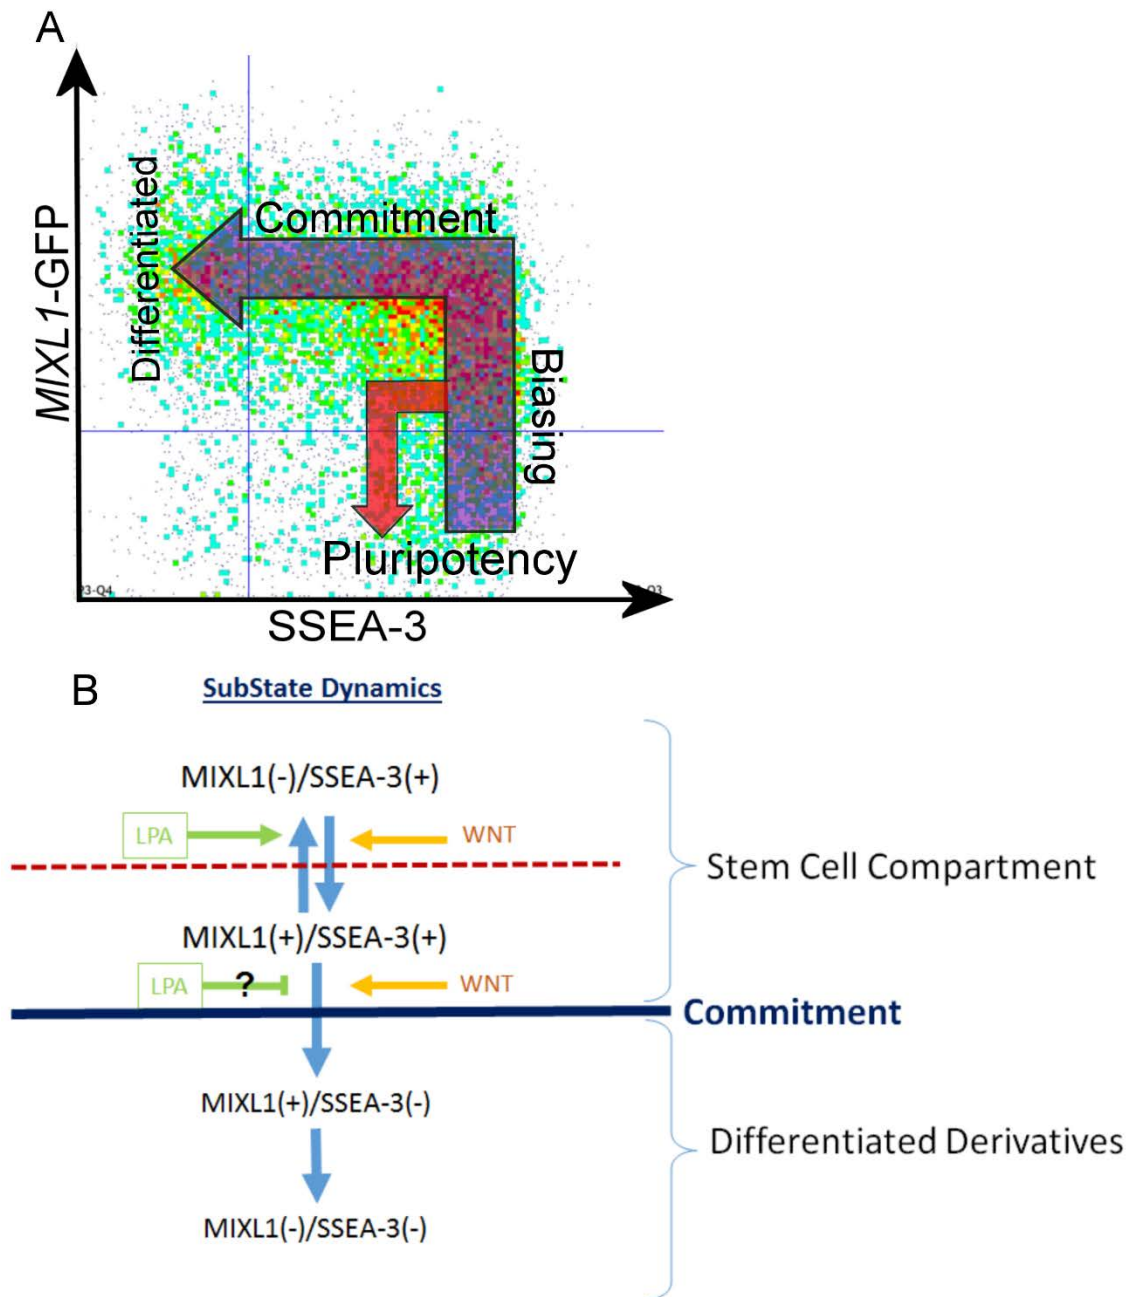 A
MIXL1-GFP
Differentiated
Commitment
Biasing
Pluripotency
Q3
SSEA-3
B
SubState Dynamics
MIXL1(-)/SSEA-3(+)
LPA
WNT
Stem Cell Compartment
MIXL1(+)/SSEA-3(+)
LPA
?
WNT
Commitment
MIXL1(+)/SSEA-3(-)
Differentiated Derivatives
MIXL1(-)/SSEA-3(-)